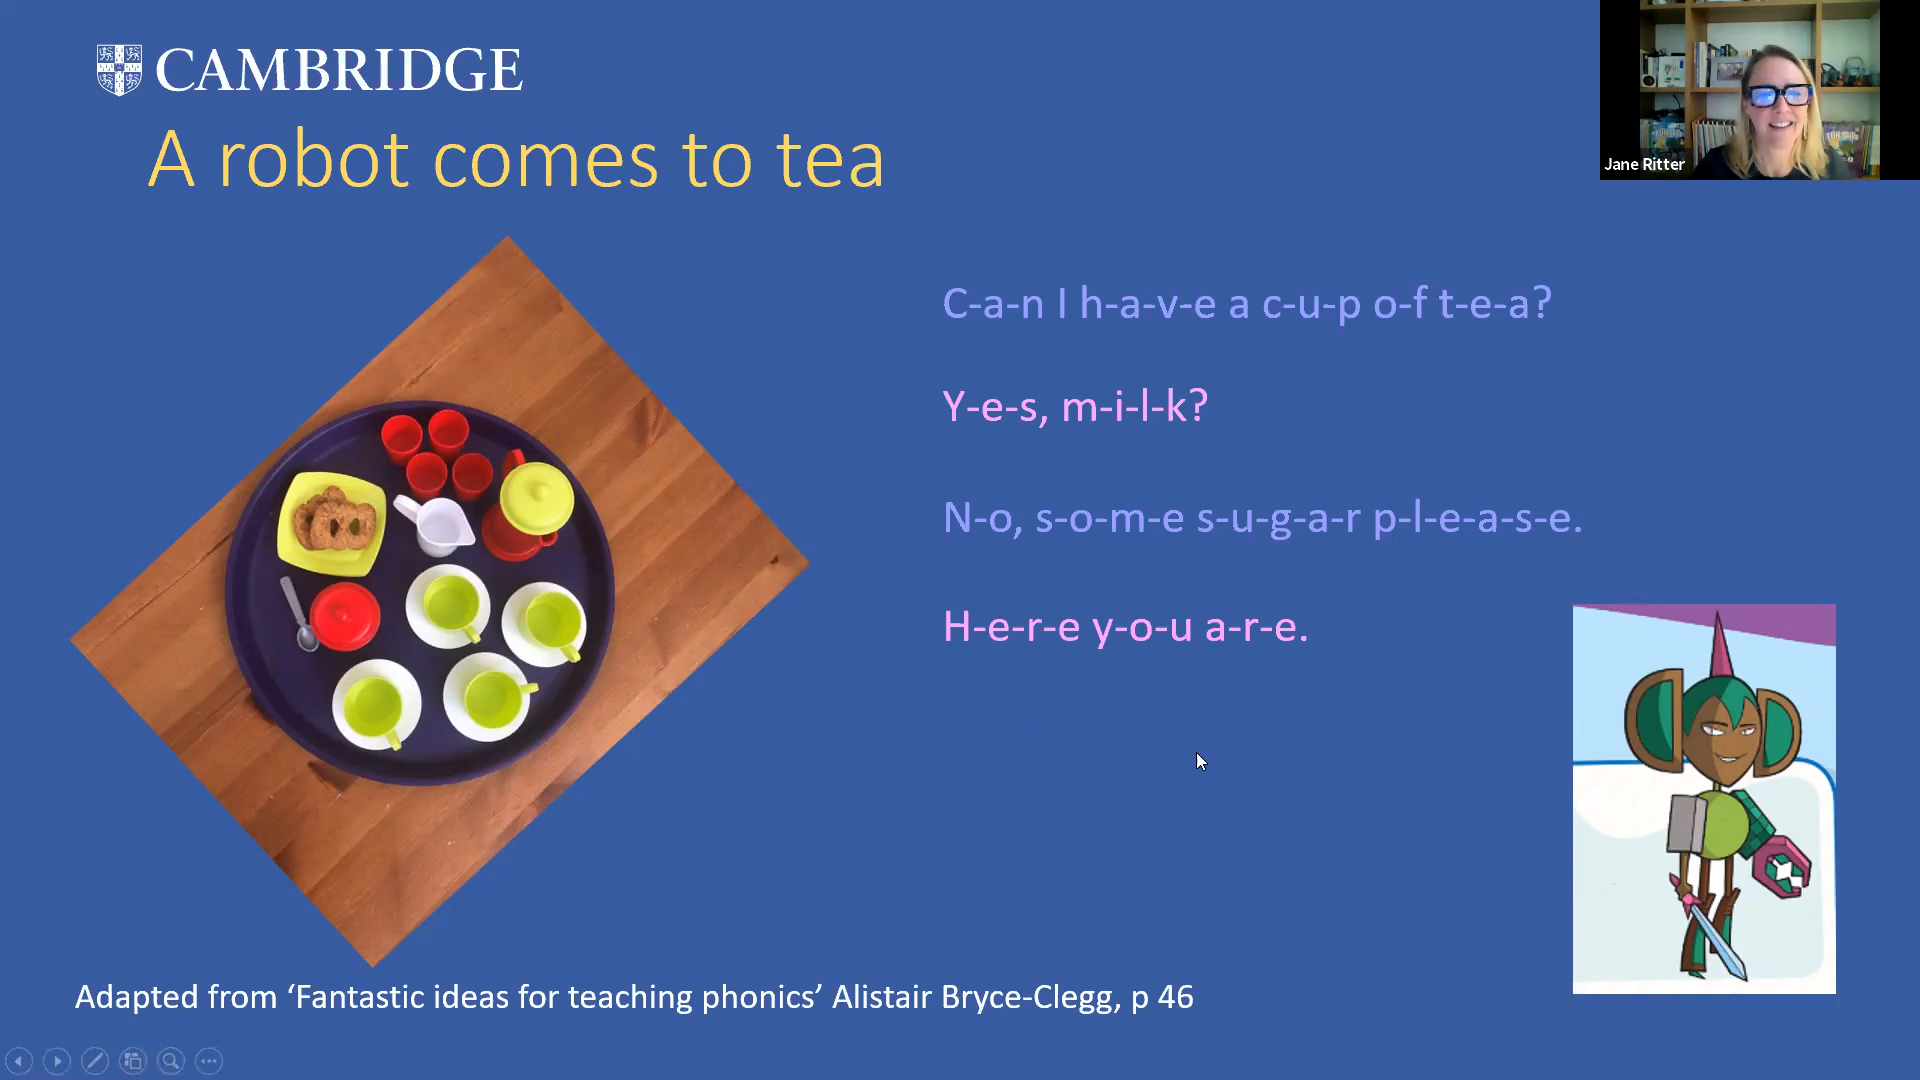 CAMBRIDGE
A robot comes to tea
Jane Ritter
C-a-n I h-a-v-e a c-u-p o-f t-e-a?
Y-e-s, m-i-l-k?
N-o, s-o-m-e s-u-g-a-r p-l-e-a-s-e.
H-e-r-e y-o-u a-r-e.
Adapted from ‘Fantastic ideas for teaching phonics’ Alistair Bryce-Clegg, p 46